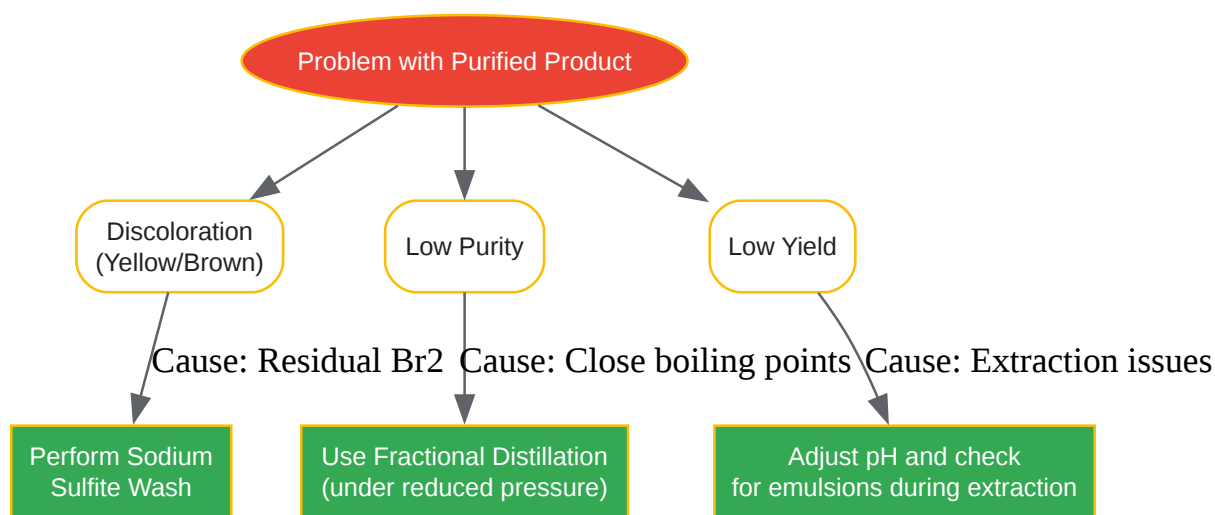 Problem with Purified Product
Discoloration
(Yellow/Brown)
Low Purity
Low Yield
Cause: Residual Br2
Cause: Close boiling points
Cause: Extraction issues
Perform Sodium
Sulfite Wash
Use Fractional Distillation
(under reduced pressure)
Adjust pH and check
for emulsions during extraction